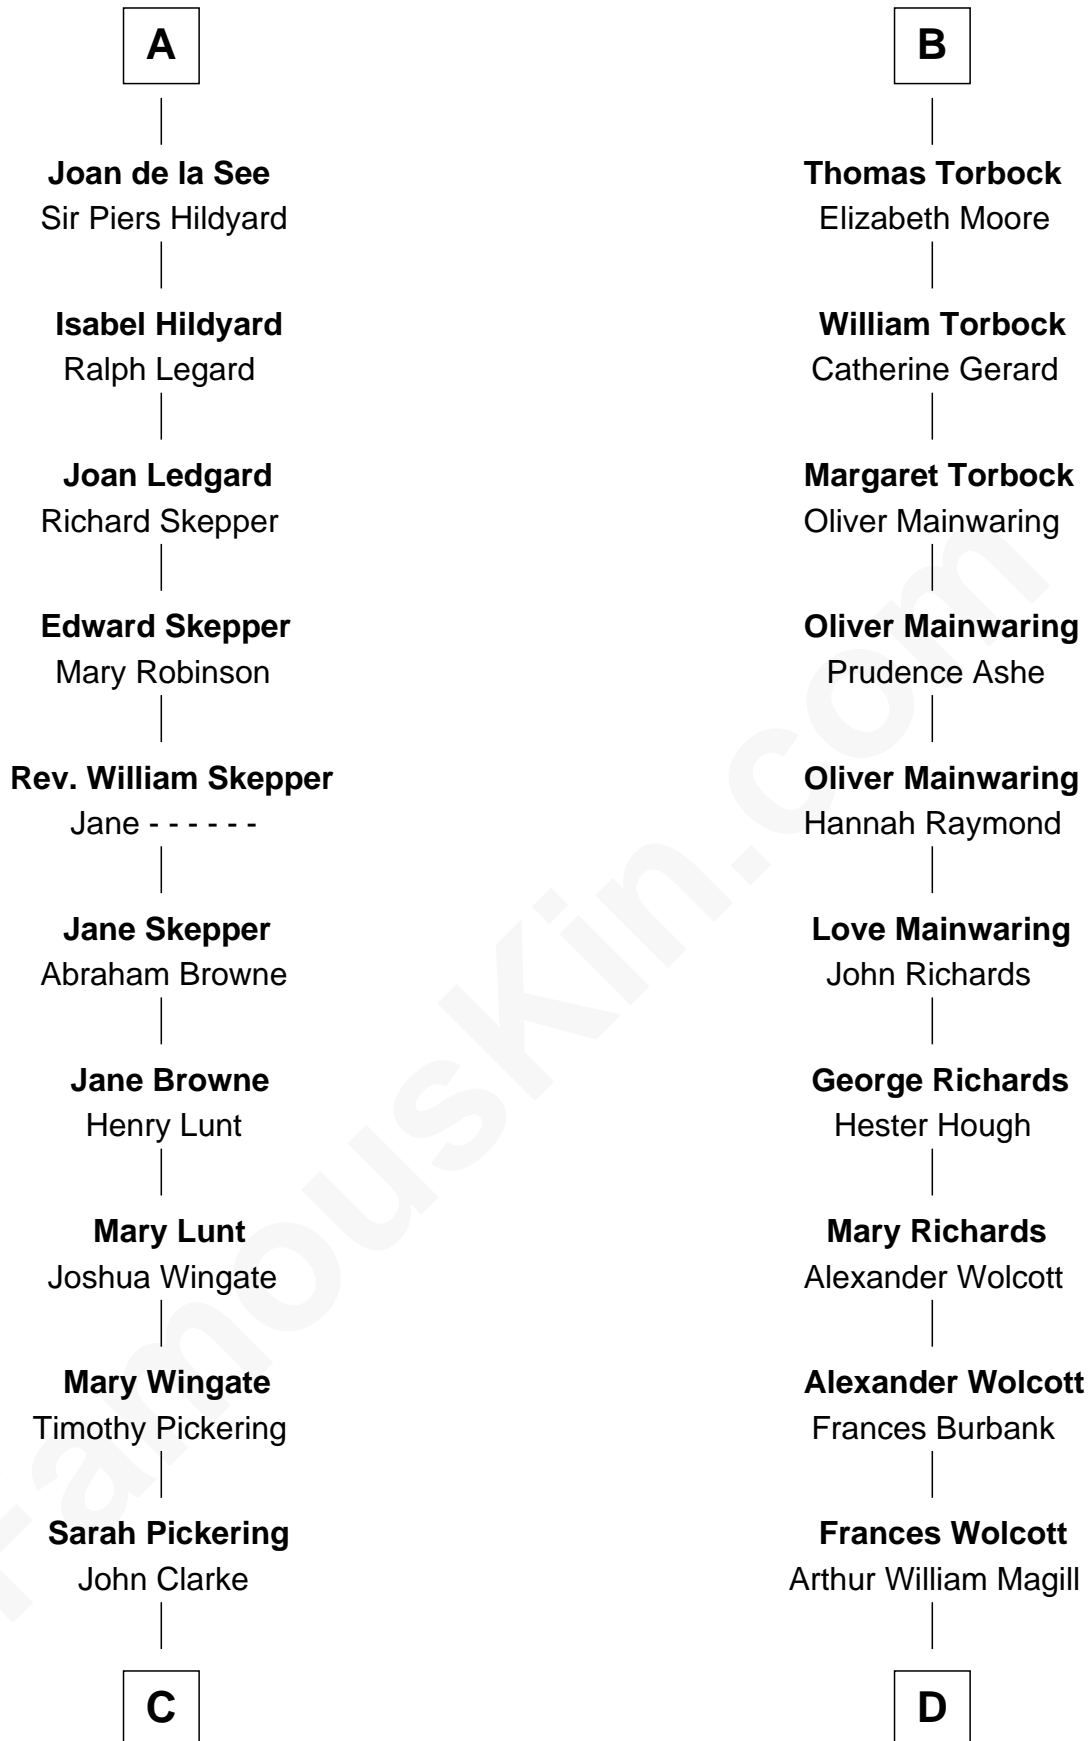 A
Joan de la See
Sir Piers Hildyard
Isabel Hildyard
Ralph Legard
Joan Ledgard
Richard Skepper
Edward Skepper
Mary Robinson
Rev. William Skepper
Jane - - - - - -
Jane Skepper
Abraham Browne
Jane Browne
Henry Lunt
Mary Lunt
Joshua Wingate
Mary Wingate
Timothy Pickering
Sarah Pickering
John Clarke
C
B
Thomas Torbock
Elizabeth Moore
William Torbock
Catherine Gerard
Margaret Torbock
Oliver Mainwaring
Oliver Mainwaring
Prudence Ashe
Oliver Mainwaring
Hannah Raymond
Love Mainwaring
John Richards
George Richards
Hester Hough
Mary Richards
Alexander Wolcott
Alexander Wolcott
Frances Burbank
Frances Wolcott
Arthur William Magill
D
FamousKin.com